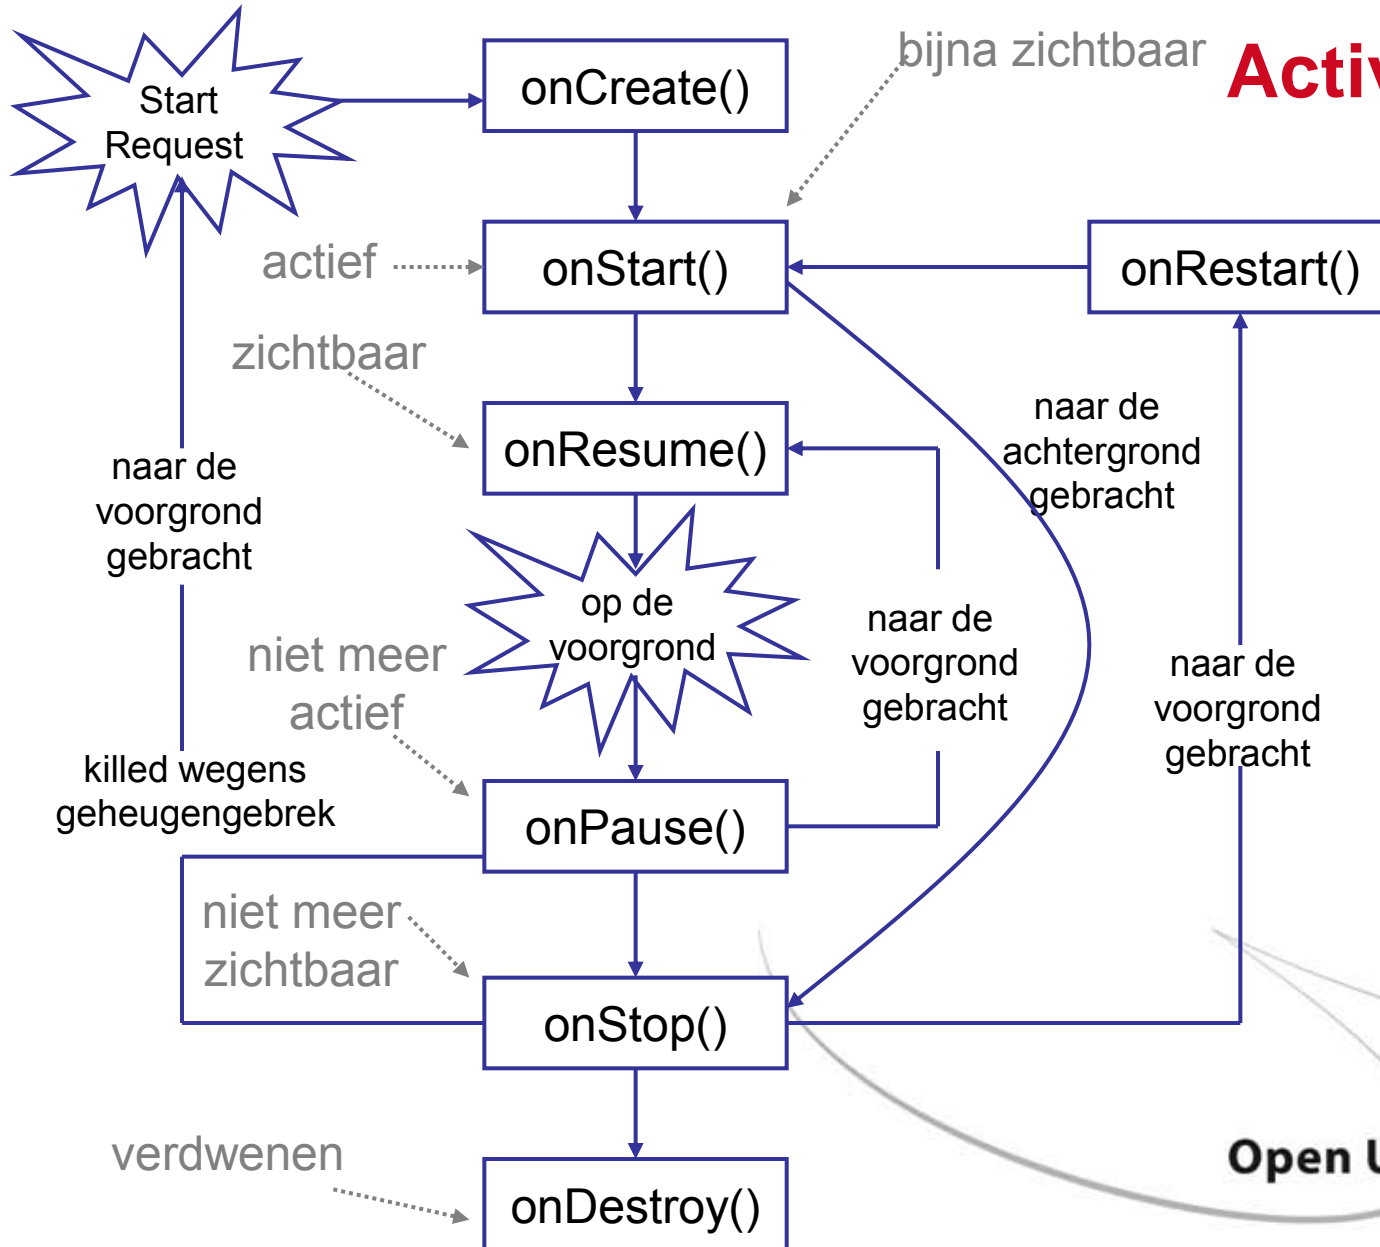 bijna zichtbaar
Activ
Start
Request
onCreate()
actief
onStart()
onRestart()
zichtbaar
onResume()
naar de
achtergrond
gebracht
naar de
voorgrond
gebracht
op de
voorgrond
naar de
voorgrond
gebracht
niet meer
actief
naar de
voorgrond
gebracht
killed wegens
geheugengebrek
onPause()
niet meer
zichtbaar
onStop()
verdwenen
Open U
onDestroy()